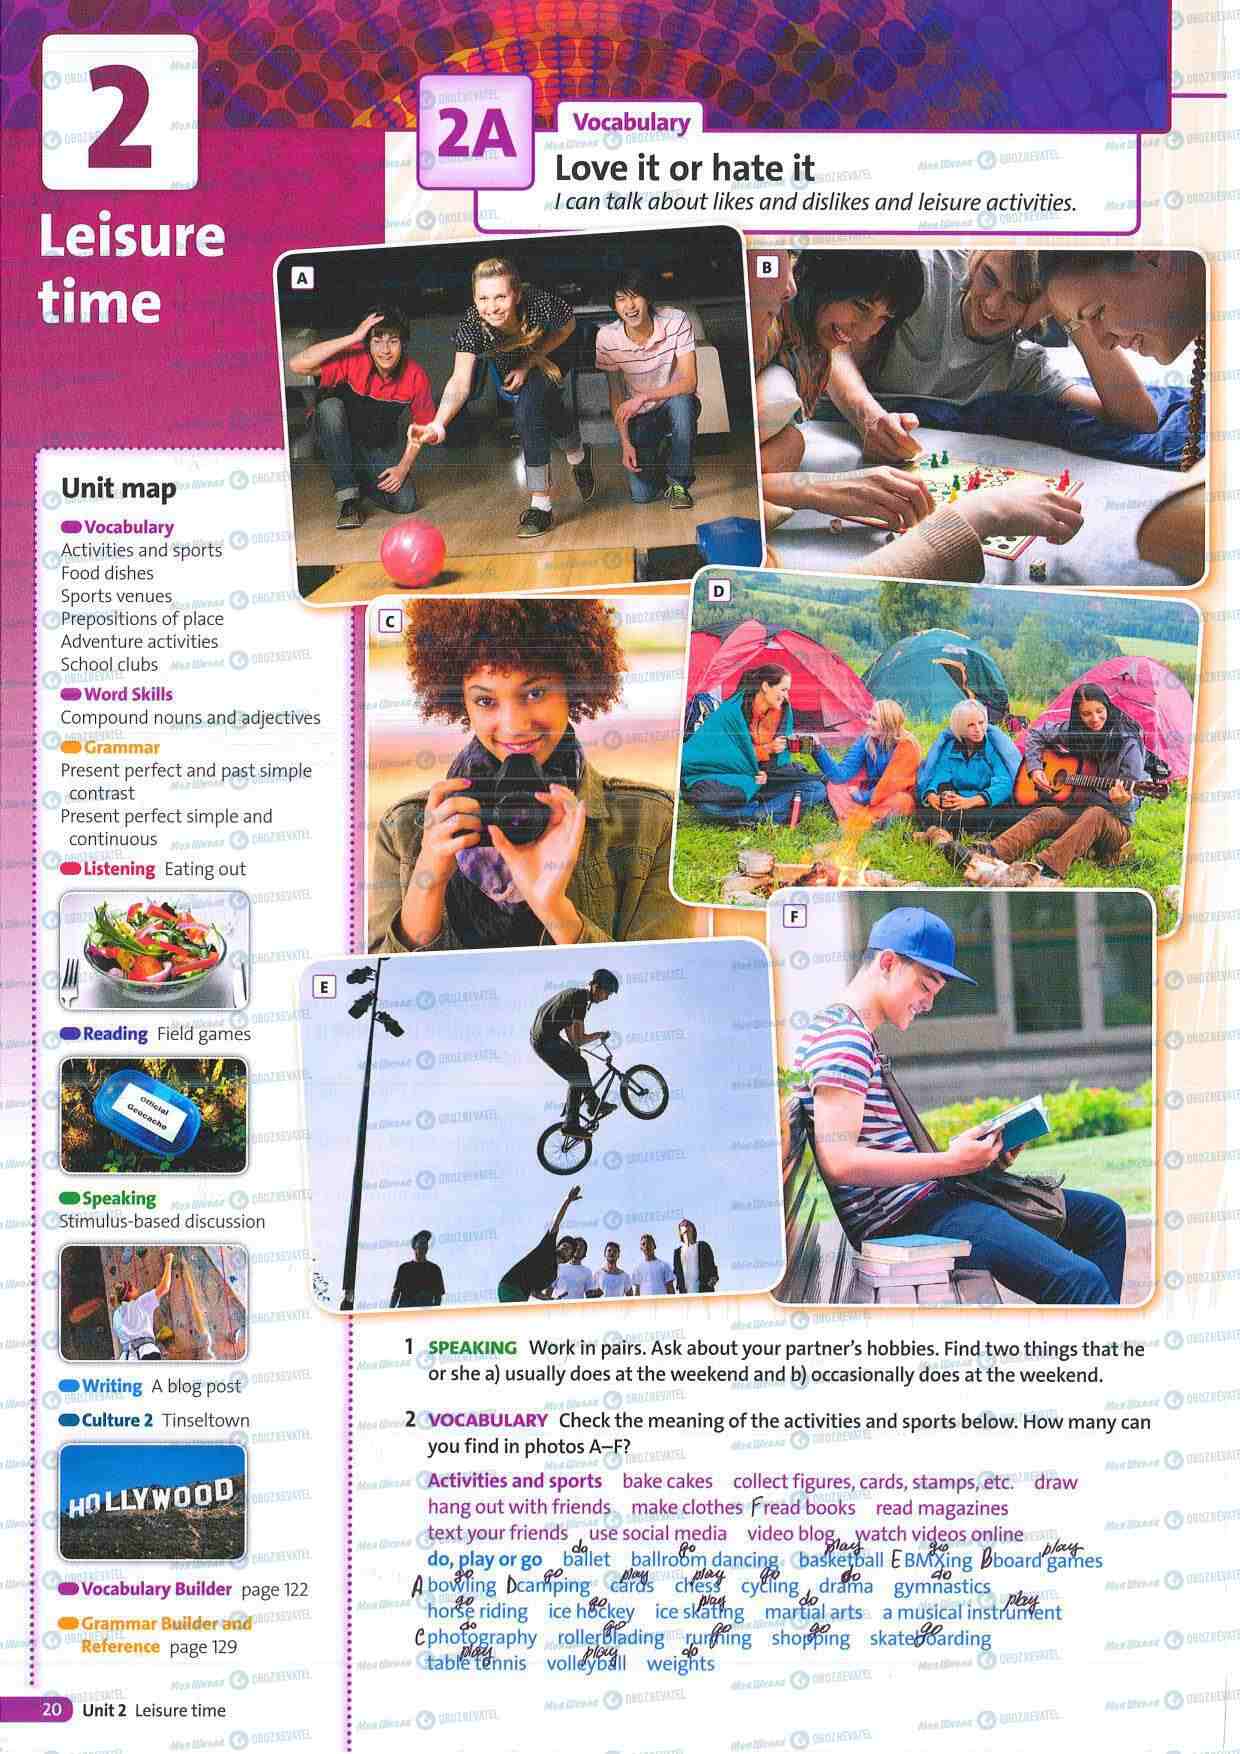 2
Leisure
time
2A
Vocabulary
Love it or hate it
I can talk about likes and dislikes and leisure activities.
A
B
C
D
E
F
Unit map
Vocabulary
Activities and sports
Food dishes
Sports venues
Prepositions of place
Adventure activities
School clubs
Word Skills
Compound nouns and adjectives
Grammar
Present perfect and past simple
contrast
Present perfect simple and
continuous
Listening Eating out
Reading Field games
Official
Geocache
Speaking
Stimulus-based discussion
Writing A blog post
Culture 2 Tinseltown
HOLLYWOOD
Vocabulary Builder page 122
Grammar Builder and
Reference page 129
1 SPEAKING Work in pairs. Ask about your partner's hobbies. Find two things that he
or she a) usually does at the weekend and b) occasionally does at the weekend.
2 VOCABULARY Check the meaning of the activities and sports below. How many can
you find in photos A–F?
Activities and sports bake cakes collect figures, cards, stamps, etc. draw
hang out with friends make clothes F read books read magazines
text your friends use social media video blog watch videos online
do go play go play
do, play or go ballet ballroom dancing basketball E BMXing B board games
go go play play go do do
A bowling D camping cards chess cycling drama gymnastics
go go play do play
horse riding ice hockey ice skating martial arts a musical instrument
do go go go go
C photography rollerblading running shopping skateboarding
play play do
table tennis volleyball weights
20 Unit 2 Leisure time